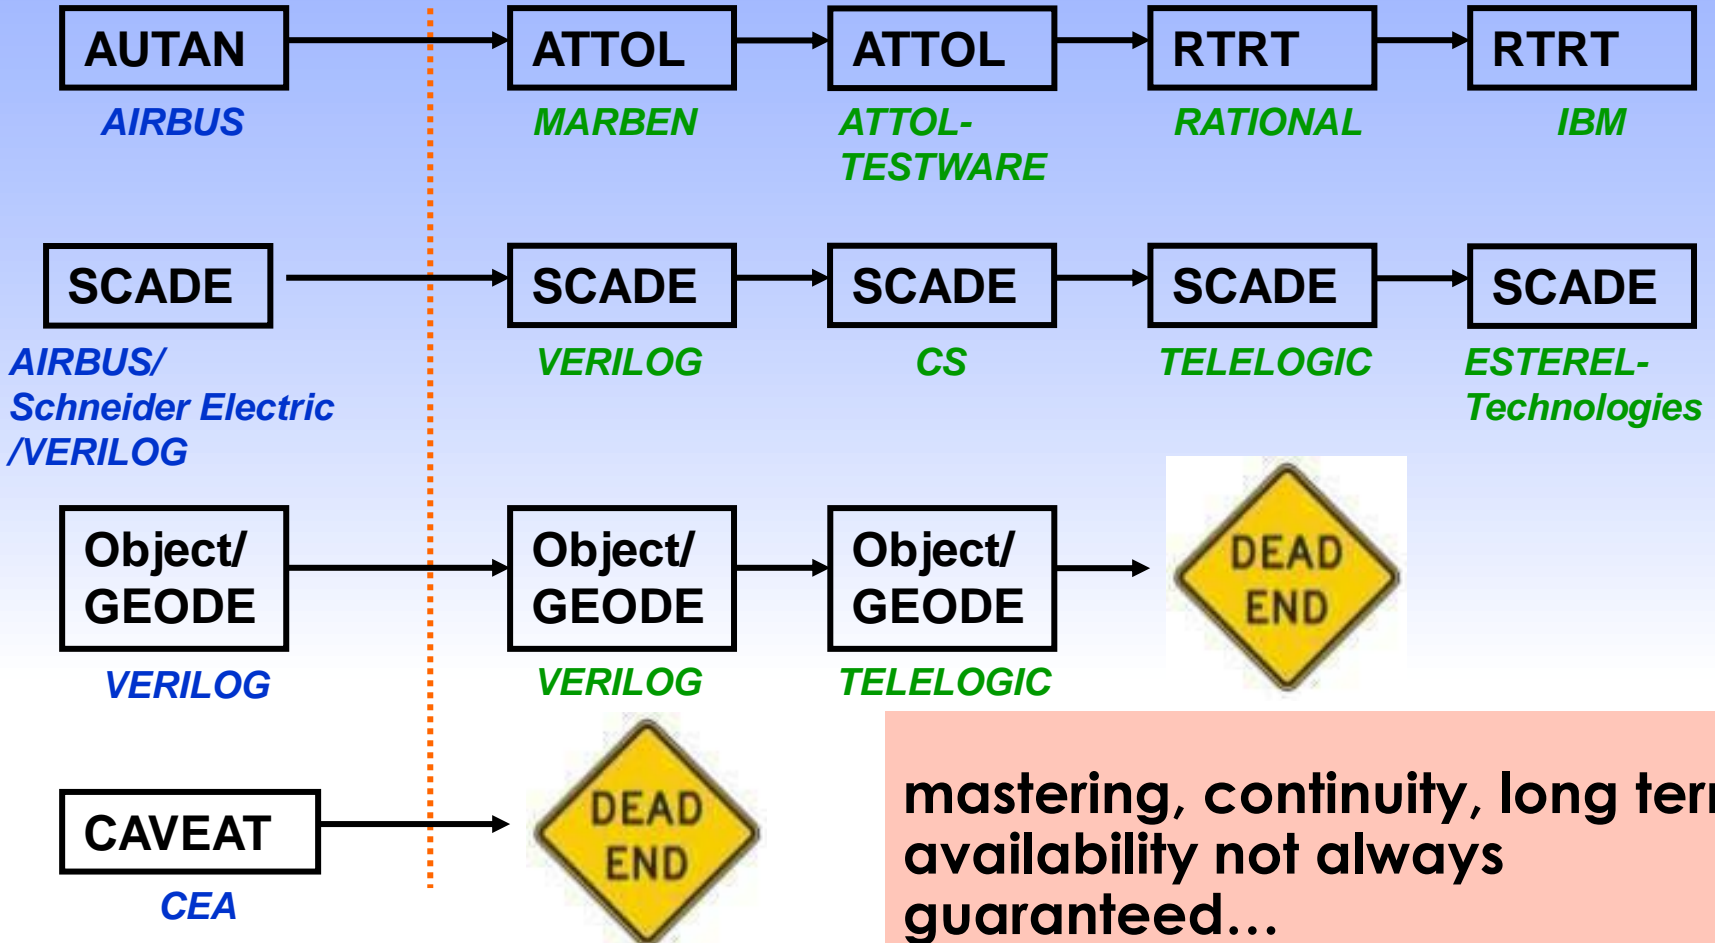 AUTAN
ATTOL
ATTOL
RTRT
RTRT
AIRBUS
MARBEN
ATTOL-
TESTWARE
RATIONAL
IBM
SCADE
SCADE
SCADE
SCADE
SCADE
AIRBUS/
Schneider Electric
/VERILOG
VERILOG
CS
TELELOGIC
ESTEREL-
Technologies
Object/
GEODE
Object/
GEODE
Object/
GEODE
DEAD
END
VERILOG
VERILOG
TELELOGIC
CAVEAT
CEA
DEAD
END
mastering, continuity, long
availability not always
guaranteed…